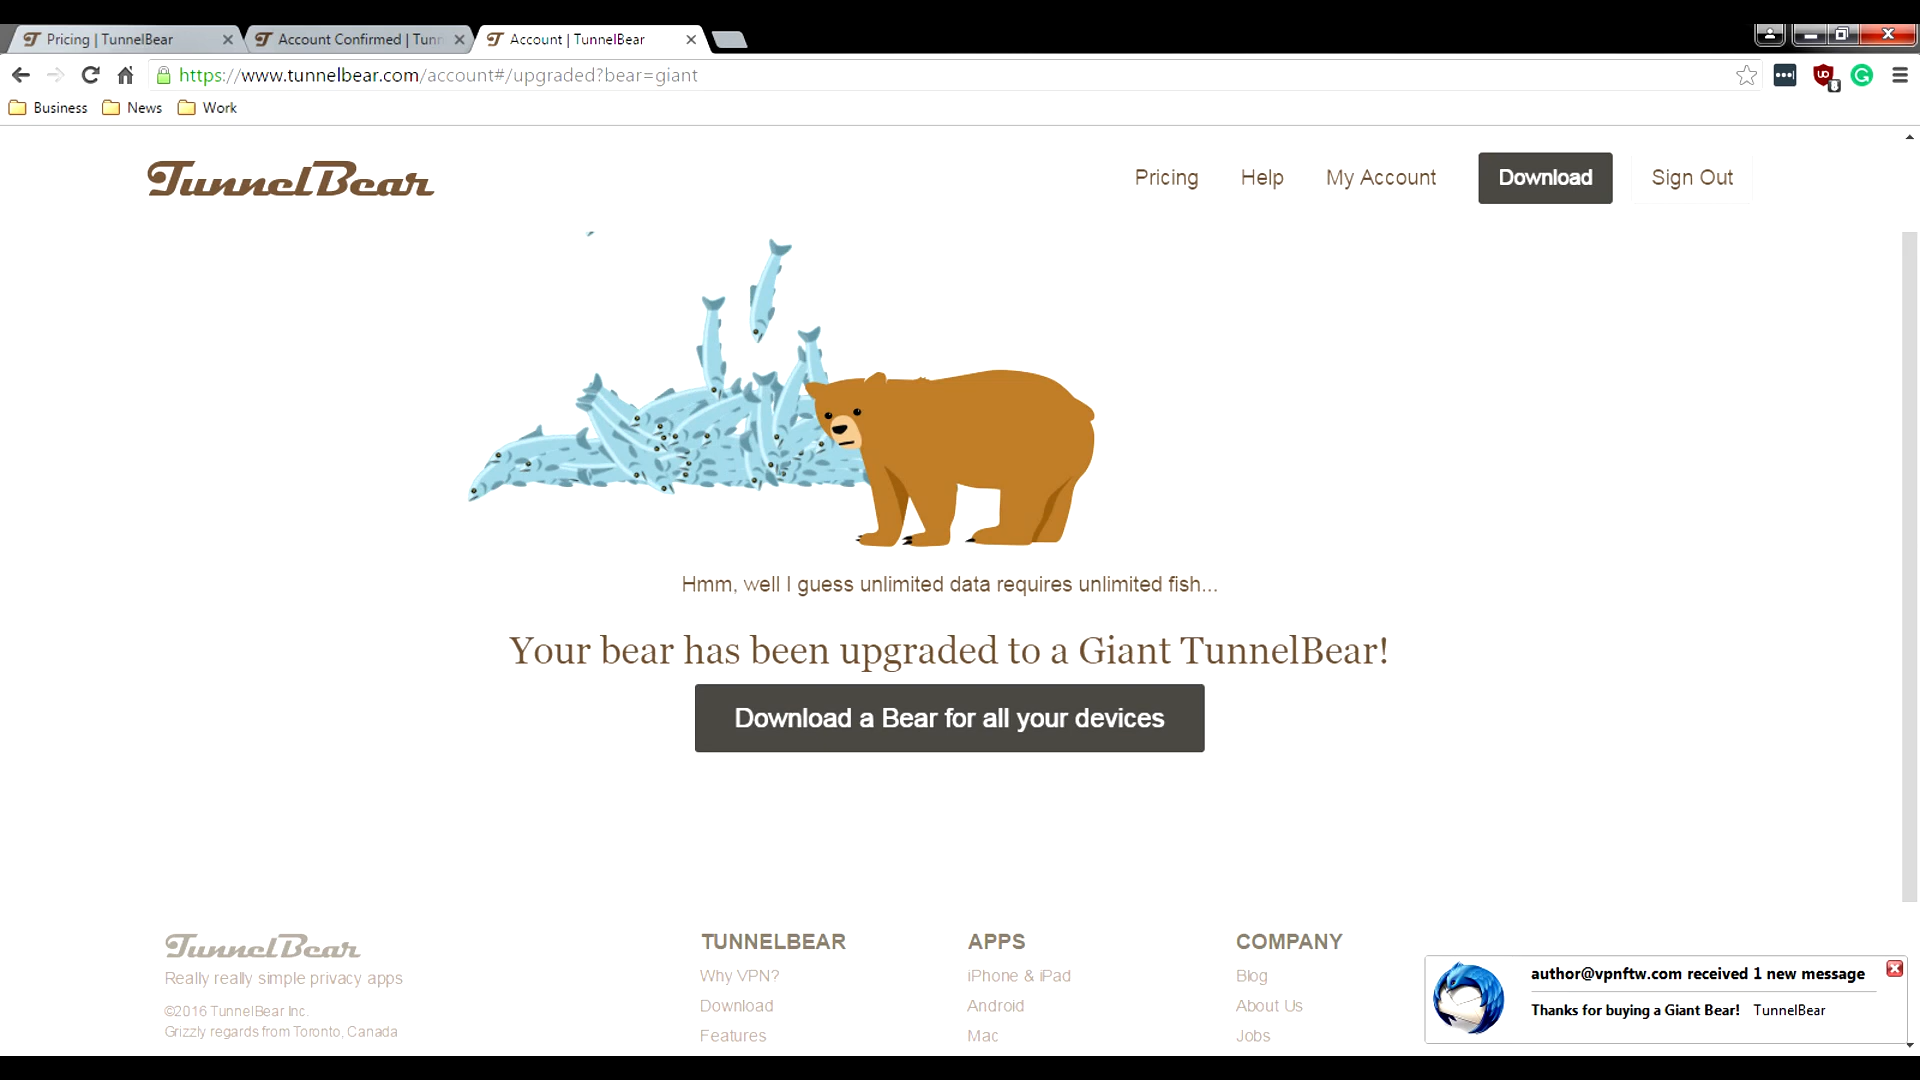 Pricing | TunnelBear
Account Confirmed | Tunn
Account | TunnelBear
https://www.tunnelbear.com/account#/upgraded?bear=giant
Business
News
Work
TunnelBear
Pricing
Help
My Account
Download
Sign Out
Hmm, well I guess unlimited data requires unlimited fish...
Your bear has been upgraded to a Giant TunnelBear!
Download a Bear for all your devices
TunnelBear
Really really simple privacy apps
©2016 TunnelBear Inc.
Grizzly regards from Toronto, Canada
TUNNELBEAR
Why VPN?
Download
Features
APPS
iPhone & iPad
Android
Mac
COMPANY
Blog
About Us
Jobs
author@vpnftw.com received 1 new message
Thanks for buying a Giant Bear! TunnelBear